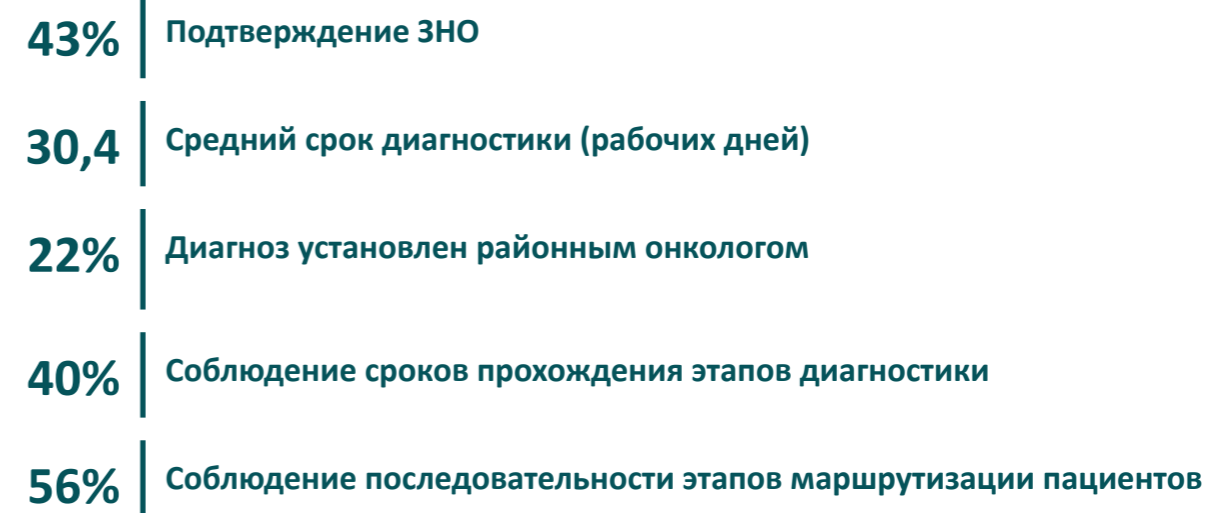 43% Подтверждение ЗНО
30,4 Средний срок диагностики (рабочих дней)
22% Диагноз установлен районным онкологом
40% Соблюдение сроков прохождения этапов диагностики
56% Соблюдение последовательности этапов маршрутизации пациентов